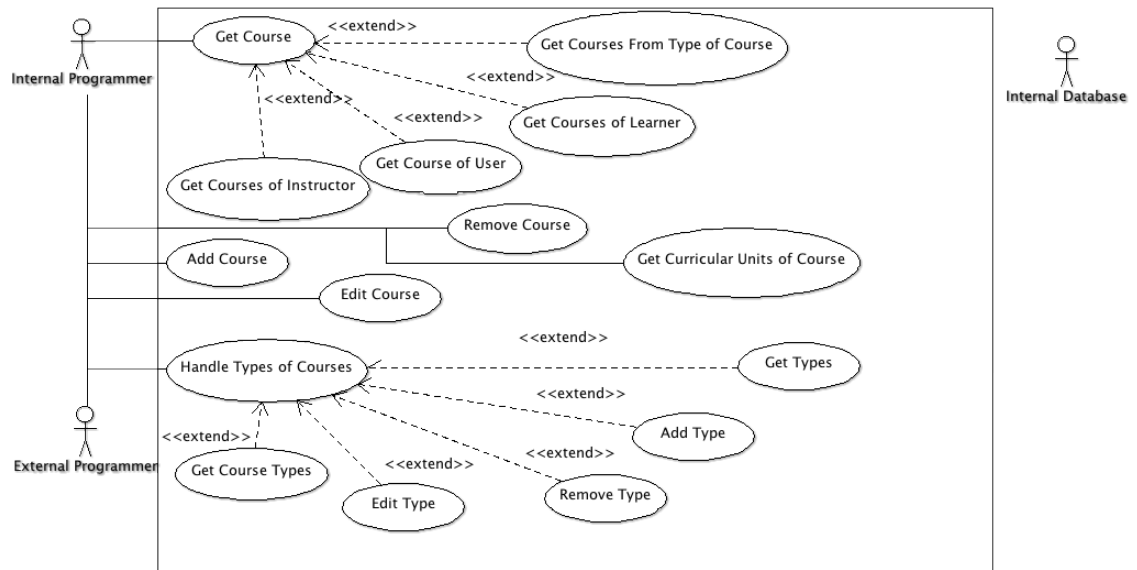 <<extend>>
Get Course
Get Courses From Type of Course
Internal Programmer
<<extend>>
Internal Database
<<extend>>
<<extend>>
Get Courses of Learner
Get Course of User
Get Courses of Instructor
Remove Course
Add Course
Get Curricular Units of Course
Edit Course
<<extend>>
Handle Types of Courses
Get Types
<<extend>>
Add Type
<<extend>>
<<extend>>
<<extend>>
External Programmer
Get Course Types
Edit Type
Remove Type